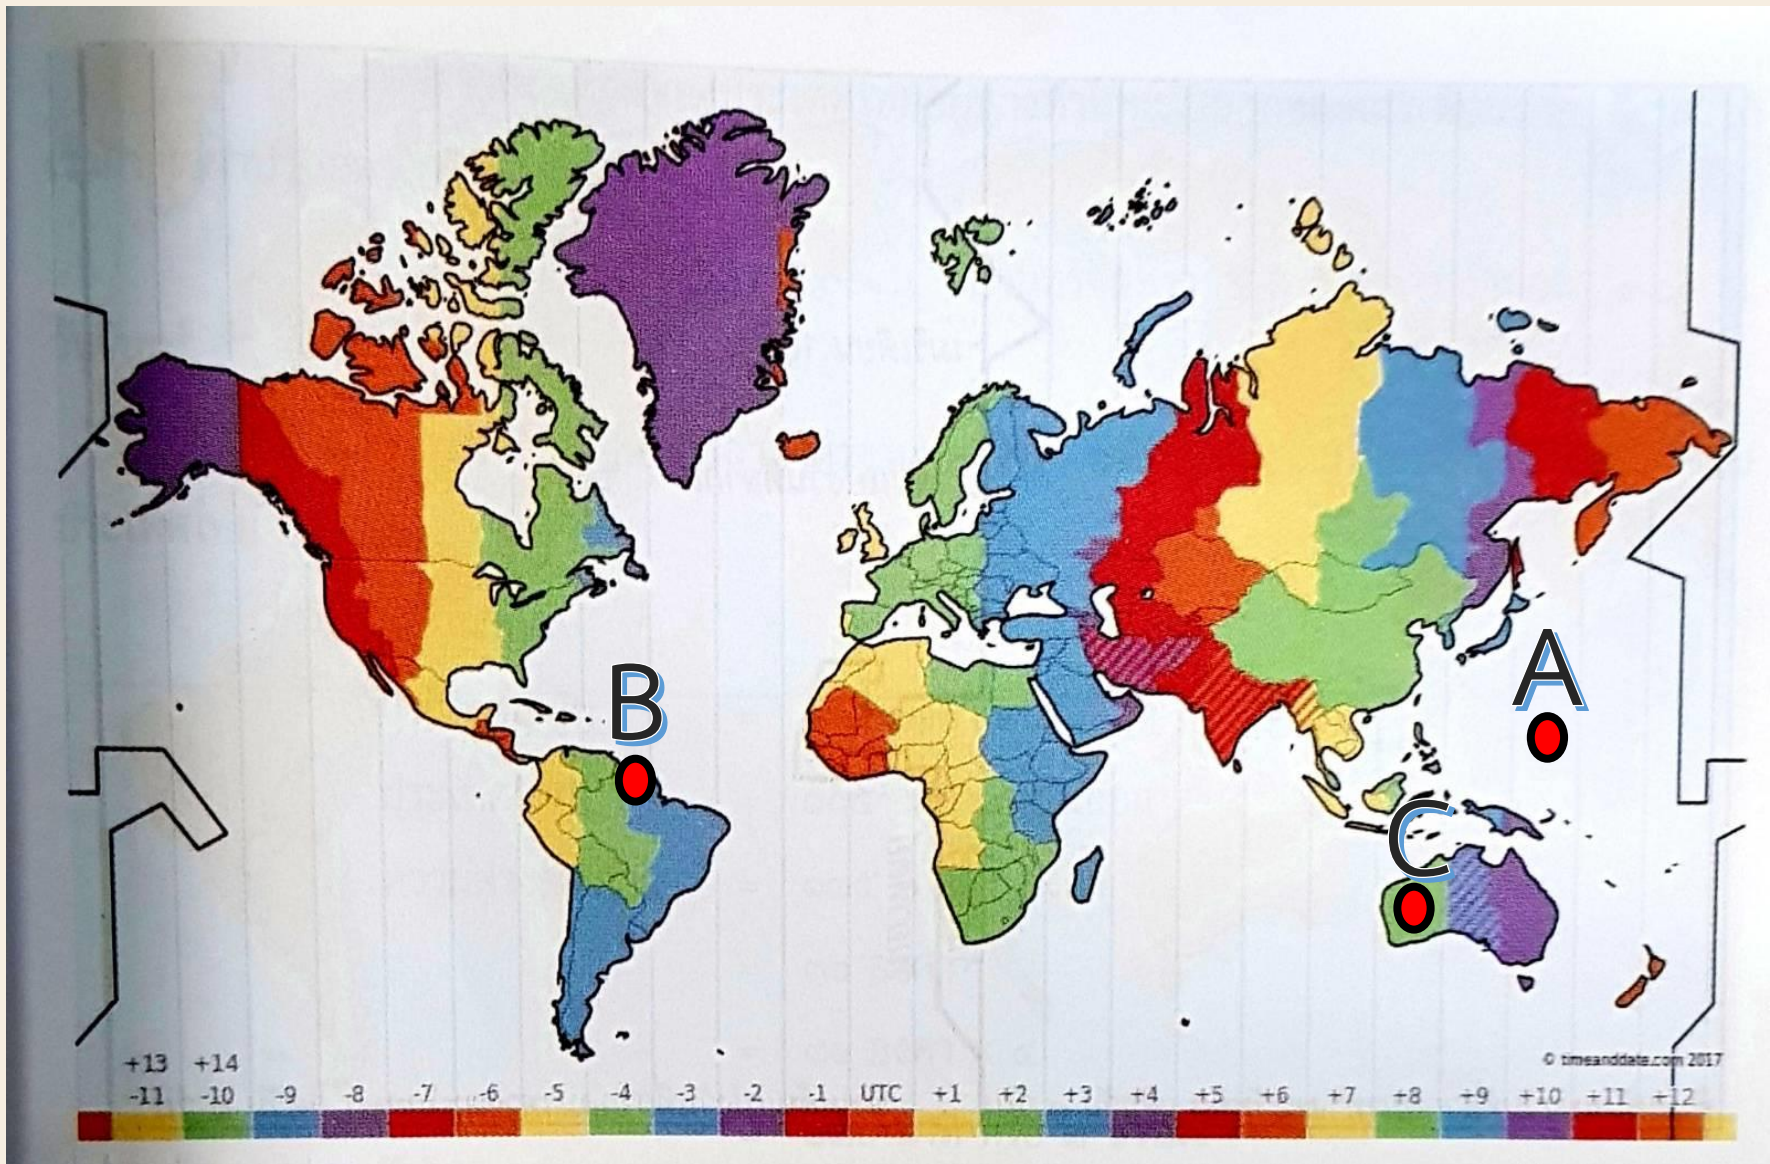 B
A
C
© timeanddate.com 2017
+13 +14
-11 -10 -9 -8 -7 -6 -5 -4 -3 -2 -1 UTC +1 +2 +3 +4 +5 +6 +7 +8 +9 +10 +11 +12